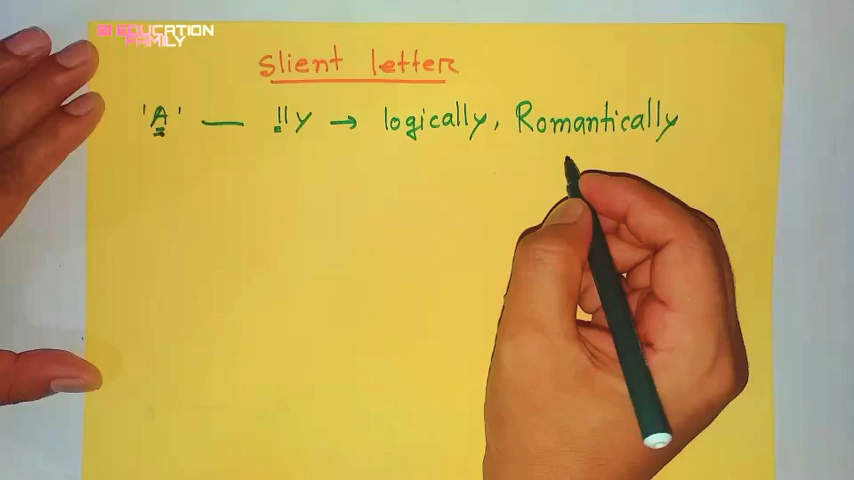 SI EDUCATION
FAMILY
Slient letter
'A' — lly → logically, Romantically